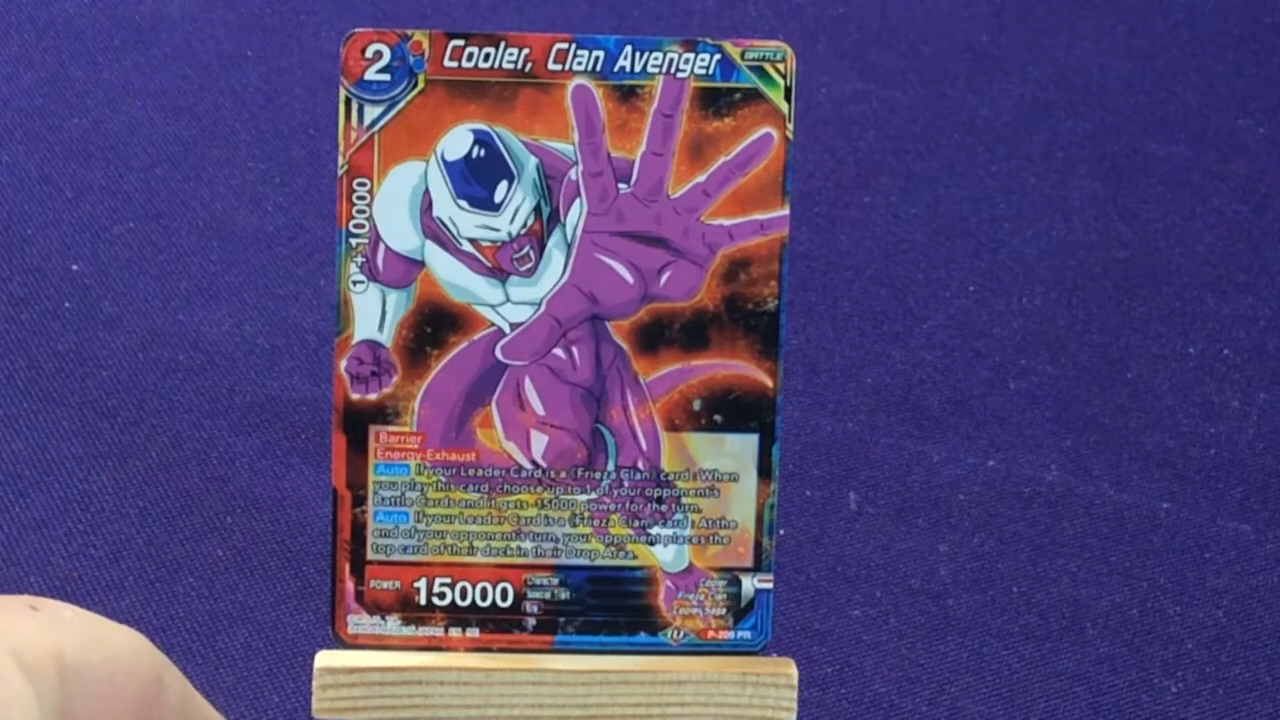 2
Cooler, Clan Avenger
BATTLE
1 +10000
Barrier
Energy-Exhaust
Auto If your Leader Card is a 《Frieza Clan》 card : When
you play this card, choose up to 1 of your opponent's
Battle Cards and it gets -15000 power for the turn.
Auto If your Leader Card is a 《Frieza Clan》 card : At the
end of your opponent's turn, your opponent places the
top card of their deck in their Drop Area.
POWER 15000
Character Cooler
Special Trait Frieza Clan
Era Cooler Saga
P-209 PR